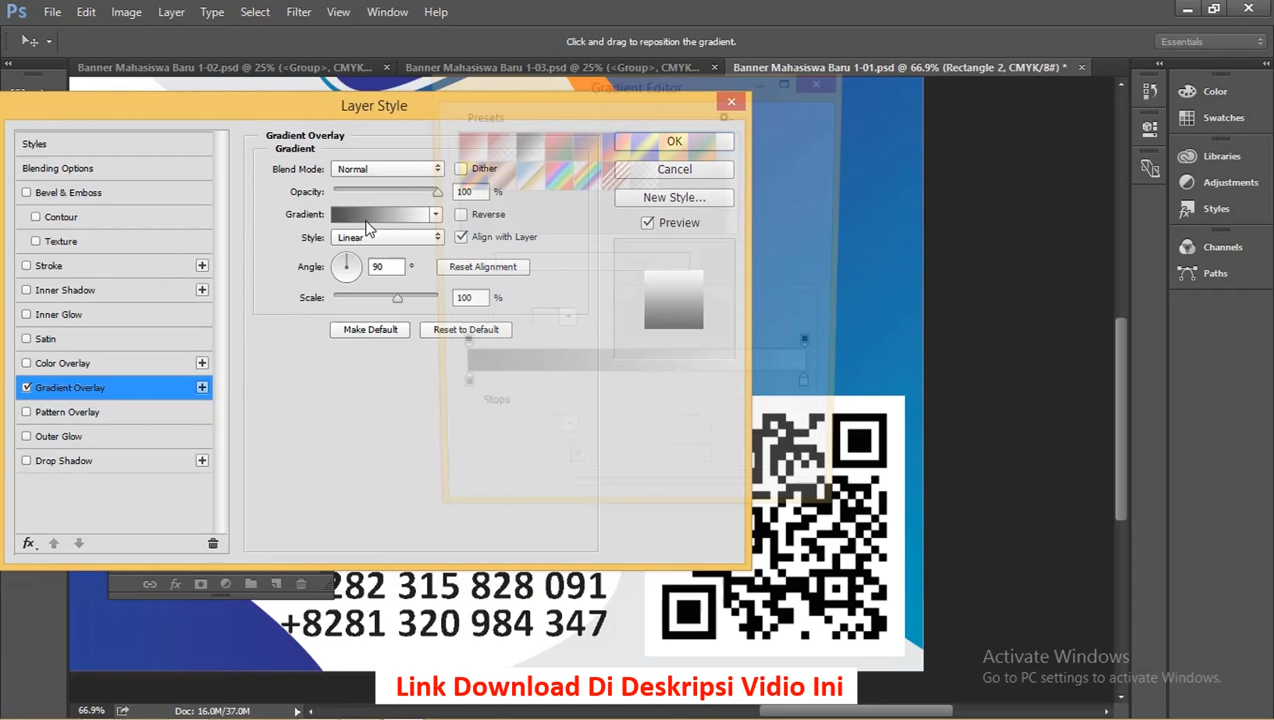 Ps File Edit Image Layer Type Select Filter View Window Help
Click and drag to reposition the gradient.
Essentials
Banner Mahasiswa Baru 1-02.psd @ 25% (<Group>, CMYK...
Banner Mahasiswa Baru 1-03.psd @ 25% (<Group>, CMYK...
Banner Mahasiswa Baru 1-01.psd @ 66.9% (Rectangle 2, CMYK/8#) *
Gradient Editor
Layer Style
Presets
Styles
Blending Options
Bevel & Emboss
Contour
Texture
Stroke
Inner Shadow
Inner Glow
Satin
Color Overlay
Gradient Overlay
Pattern Overlay
Outer Glow
Drop Shadow
fx
Gradient Overlay
Gradient
Blend Mode: Normal
Dither
Opacity: 100 %
Gradient:
Reverse
Style: Linear
Align with Layer
Angle: 90 °
Reset Alignment
Scale: 100 %
Make Default
Reset to Default
OK
Cancel
New Style...
Preview
Stops
Color
Swatches
Libraries
Adjustments
Styles
Channels
Paths
fx
282 315 828 091
+8281 320 984 347
Activate Windows
Go to PC settings to activate Windows.
Link Download Di Deskripsi Vidio Ini
66.9%
Doc: 16.0M/37.0M